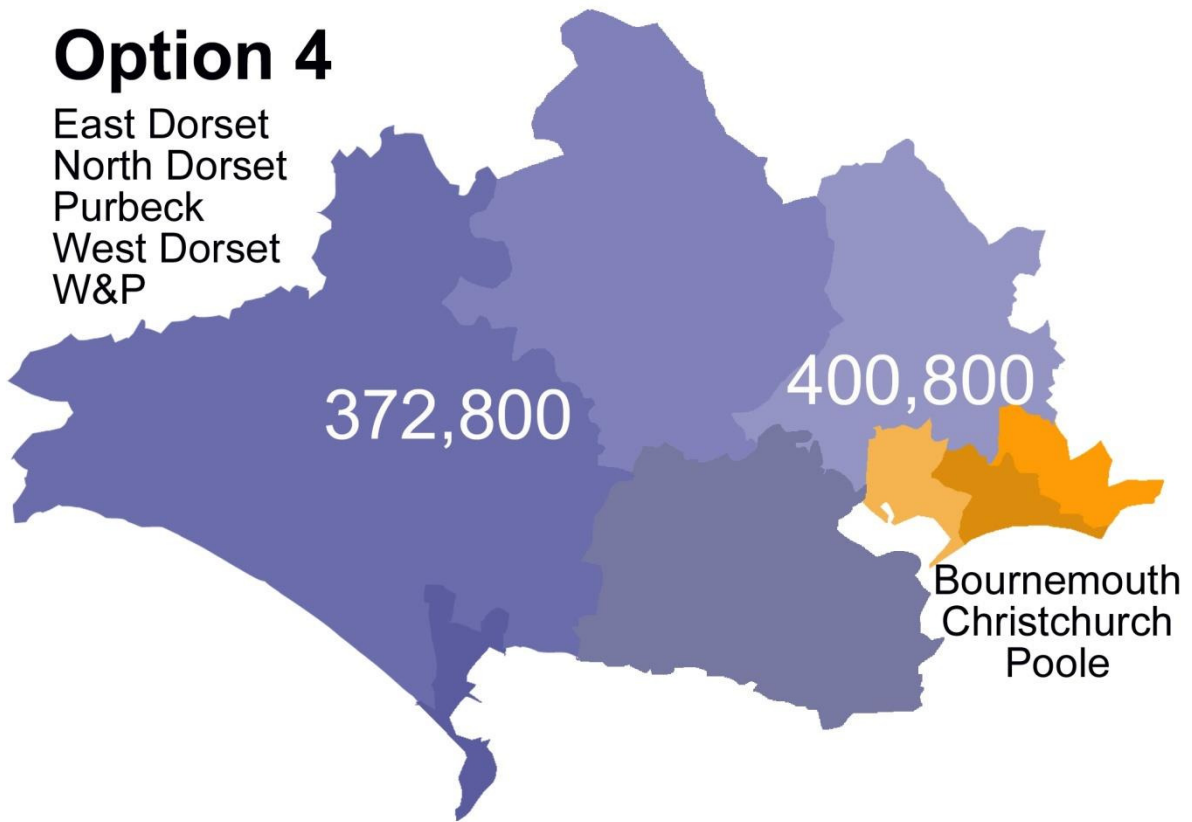 Option 4
East Dorset
North Dorset
Purbeck
West Dorset
W&P
372,800
400,800
Bournemouth
Christchurch
Poole